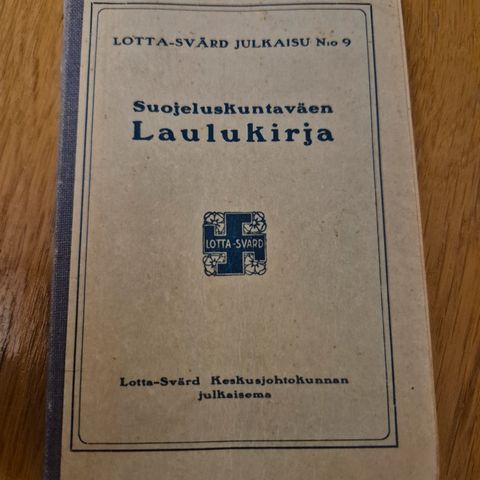 LOTTA-SVÄRD JULKAISU N:o 9
Suojeluskuntaväen
Laulukirja
LOTTA-SVÄRD
Lotta-Svärd Keskusjohtokunnan
julkaisema